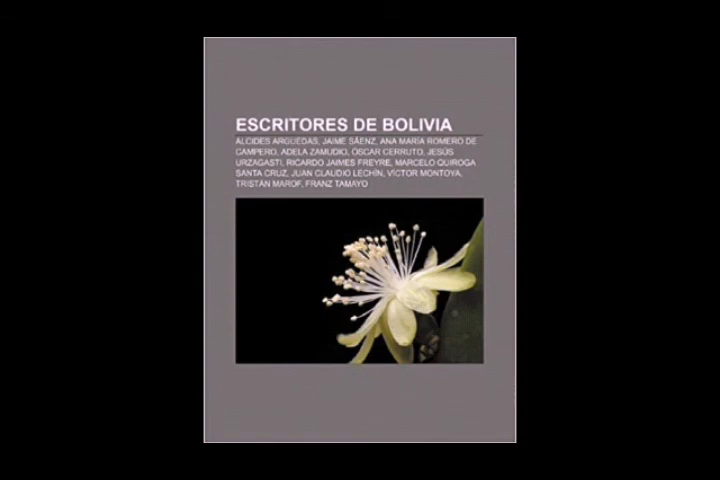 ESCRITORES DE BOLIVIA
ALCIDES ARGUEDAS, JAIME SÁENZ, ANA MARÍA ROMERO DE
CAMPERO, ADELA ZAMUDIO, ÓSCAR CERRUTO, JESÚS
URZAGASTI, RICARDO JAIMES FREYRE, MARCELO QUIROGA
SANTA CRUZ, JUAN CLAUDIO LECHÍN, VÍCTOR MONTOYA,
TRISTÁN MAROF, FRANZ TAMAYO